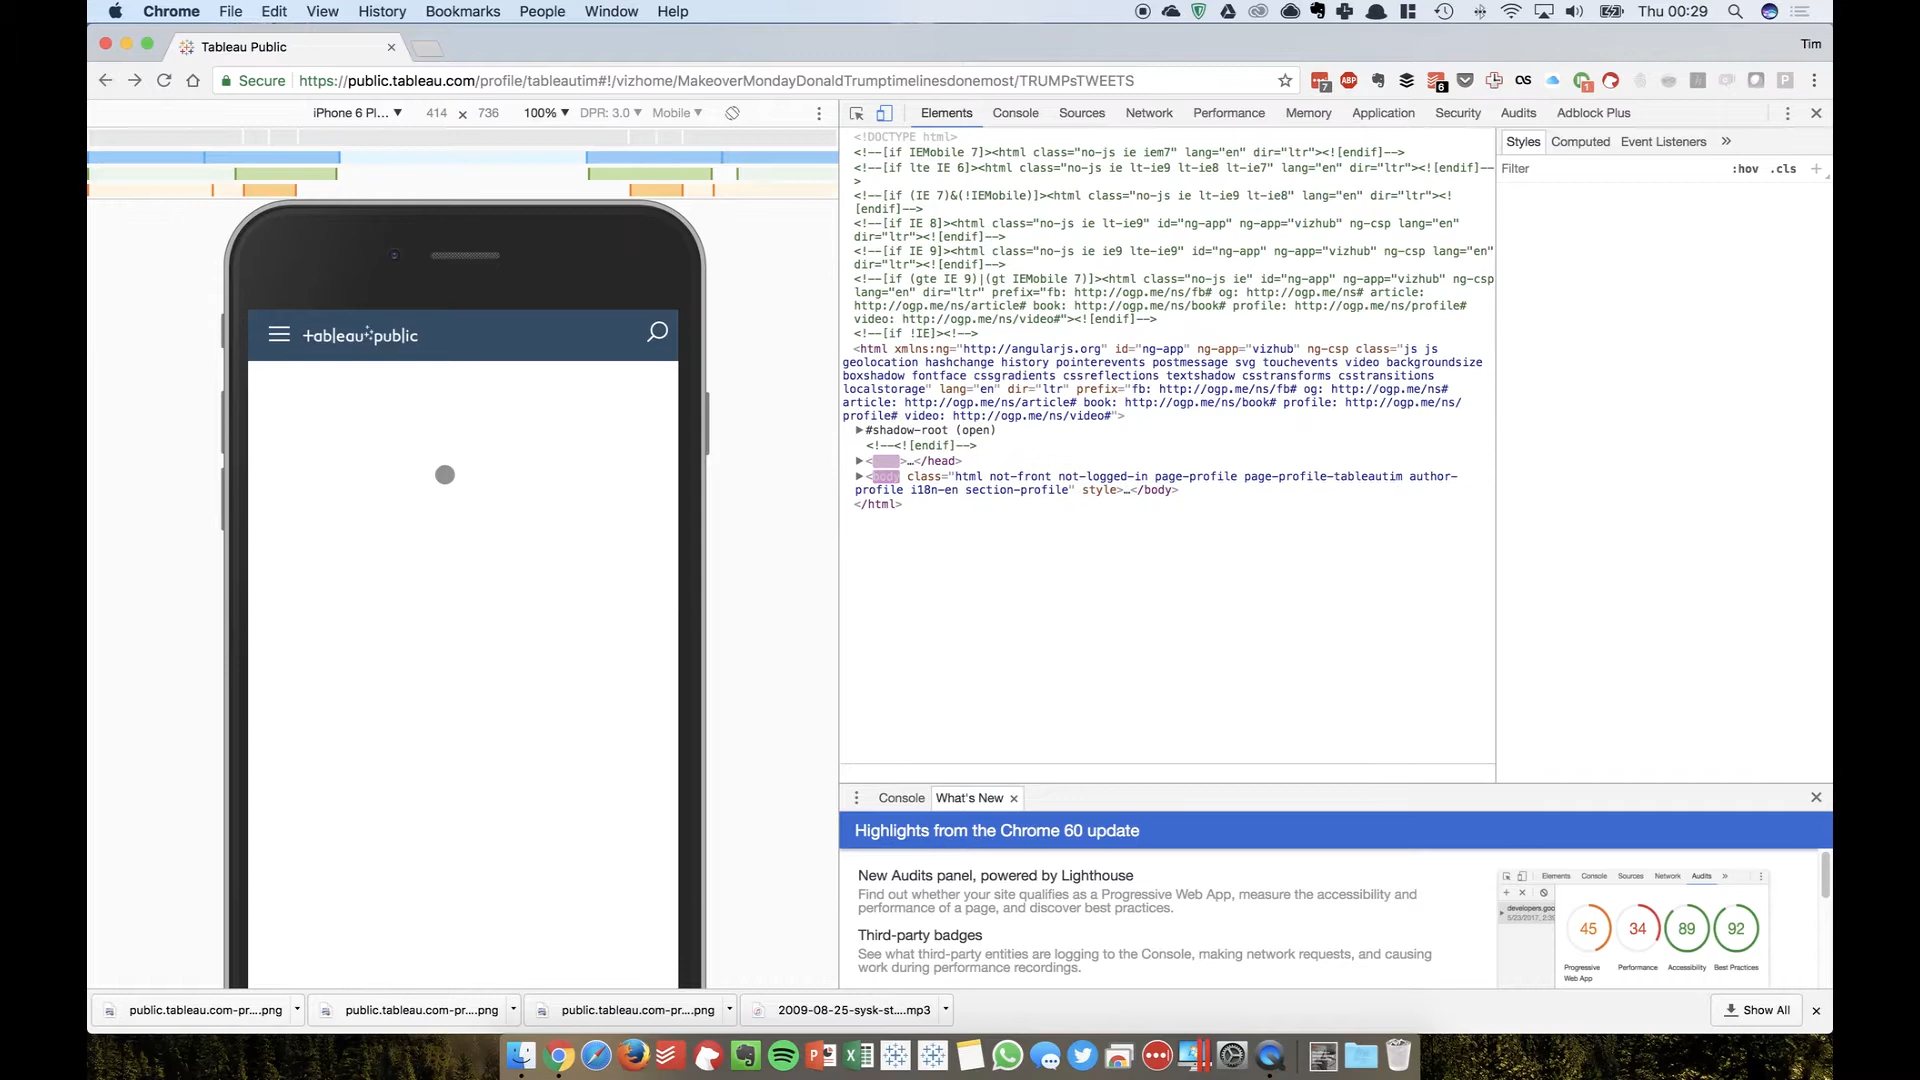 Chrome File Edit View History Bookmarks People Window Help Thu 00:29
Tableau Public Tim
Secure https://public.tableau.com/profile/tableautim#!/vizhome/MakeoverMondayDonaldTrumptimelinesdonemost/TRUMPsTWEETS
iPhone 6 Pl... 414 x 736 100% DPR: 3.0 Mobile
Elements Console Sources Network Performance Memory Application Security Audits Adblock Plus
Styles Computed Event Listeners »
Filter :hov .cls +
<!DOCTYPE html>
<!--[if IEMobile 7]><html class="no-js ie iem7" lang="en" dir="ltr"><![endif]-->
<!--[if lte IE 6]><html class="no-js ie lt-ie9 lt-ie8 lt-ie7" lang="en" dir="ltr"><![endif]--
>
<!--[if (IE 7)&(!IEMobile)]><html class="no-js ie lt-ie9 lt-ie8" lang="en" dir="ltr"><!
[endif]-->
<!--[if IE 8]><html class="no-js ie lt-ie9" id="ng-app" ng-app="vizhub" ng-csp lang="en"
dir="ltr"><![endif]-->
<!--[if IE 9]><html class="no-js ie ie9 lte-ie9" id="ng-app" ng-app="vizhub" ng-csp lang="en"
dir="ltr"><![endif]-->
<!--[if (gte IE 9)|(gt IEMobile 7)]><html class="no-js ie" id="ng-app" ng-app="vizhub" ng-csp
lang="en" dir="ltr" prefix="fb: http://ogp.me/ns/fb# og: http://ogp.me/ns# article:
http://ogp.me/ns/article# book: http://ogp.me/ns/book# profile: http://ogp.me/ns/profile#
video: http://ogp.me/ns/video#"><![endif]-->
<!--[if !IE]><!-->
<html xmlns:ng="http://angularjs.org" id="ng-app" ng-app="vizhub" ng-csp class="js js
geolocation hashchange history pointerevents postmessage svg touchevents video backgroundsize
boxshadow fontface cssgradients cssreflections textshadow csstransforms csstransitions
localstorage" lang="en" dir="ltr" prefix="fb: http://ogp.me/ns/fb# og: http://ogp.me/ns#
article: http://ogp.me/ns/article# book: http://ogp.me/ns/book# profile: http://ogp.me/ns/
profile# video: http://ogp.me/ns/video#">
#shadow-root (open)
<!--<![endif]-->
< >…</head>
<body class="html not-front not-logged-in page-profile page-profile-tableautim author-
profile i18n-en section-profile" style>…</body>
</html>
tableau public
Console What's New
Highlights from the Chrome 60 update
New Audits panel, powered by Lighthouse
Find out whether your site qualifies as a Progressive Web App, measure the accessibility and
performance of a page, and discover best practices.
Third-party badges
See what third-party entities are logging to the Console, making network requests, and causing
work during performance recordings.
Elements Console Sources Network Audits »
developers.goo
5/23/2017,
45 34 89 92
Progressive Performance Accessibility Best Practices
Web App
public.tableau.com-pr....png public.tableau.com-pr....png public.tableau.com-pr....png 2009-08-25-sysk-st....mp3 Show All